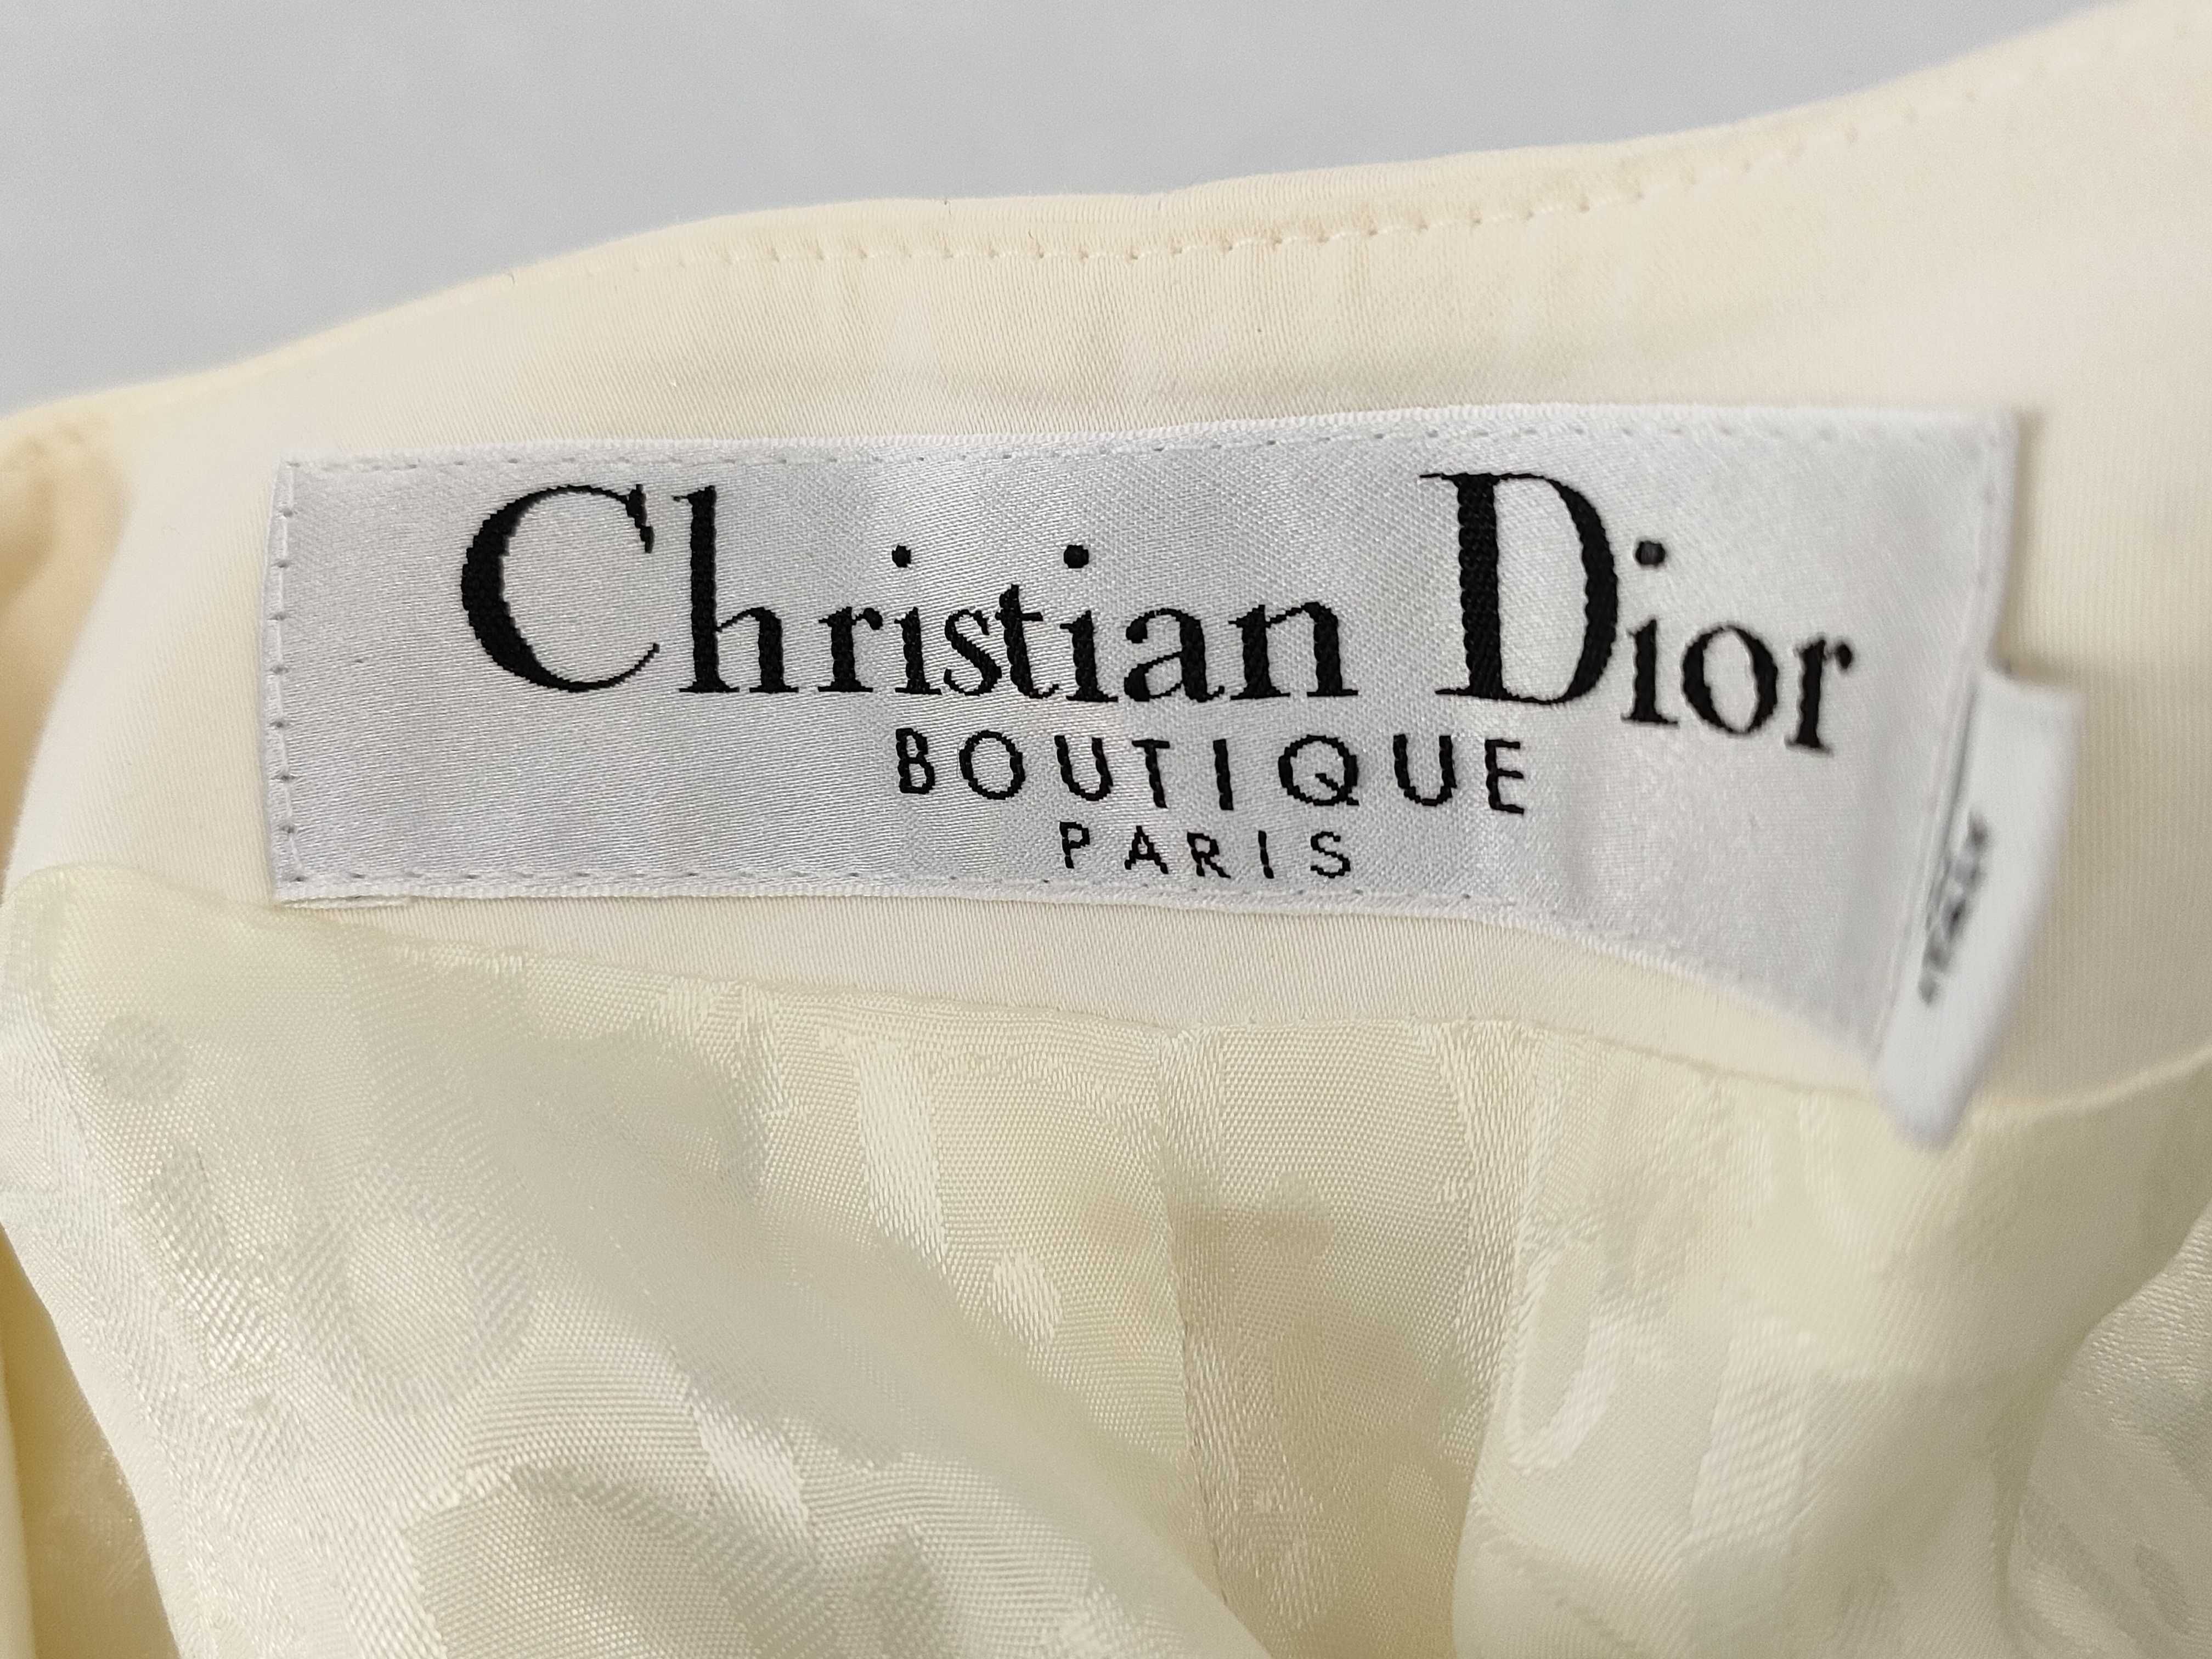 Christian Dior
BOUTIQUE
PARIS